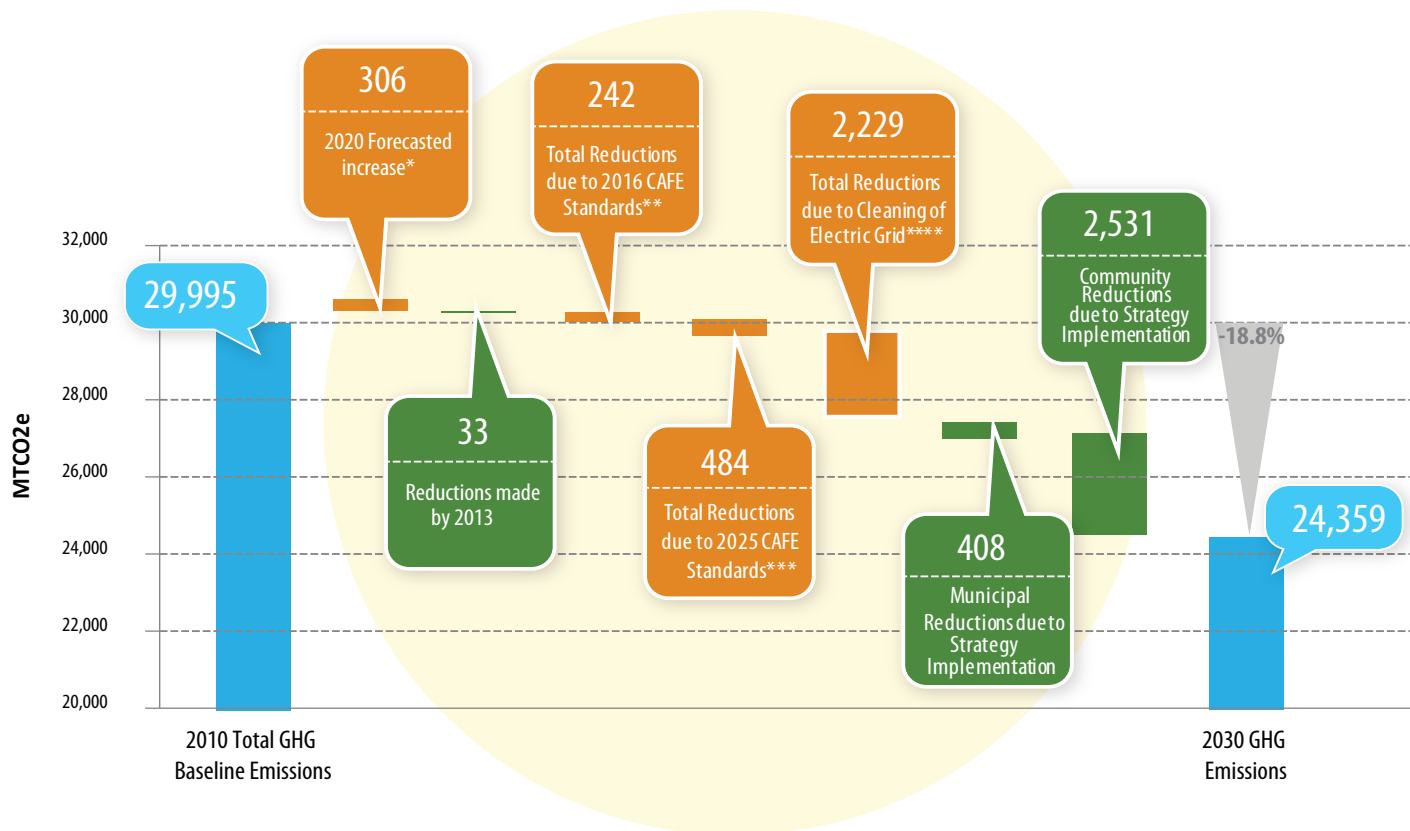 306
2020 Forecasted
increase*
242
Total Reductions
due to 2016 CAFE
Standards**
2,229
Total Reductions
due to Cleaning of
Electric Grid****
2,531
Community
Reductions
due to Strategy
Implementation
32,000
30,000
28,000
26,000
24,000
22,000
20,000
MTCO2e
29,995
-18.8%
33
Reductions made
by 2013
484
Total Reductions
due to 2025 CAFE
Standards***
408
Municipal
Reductions due to
Strategy
Implementation
24,359
2010 Total GHG
Baseline Emissions
2030 GHG
Emissions